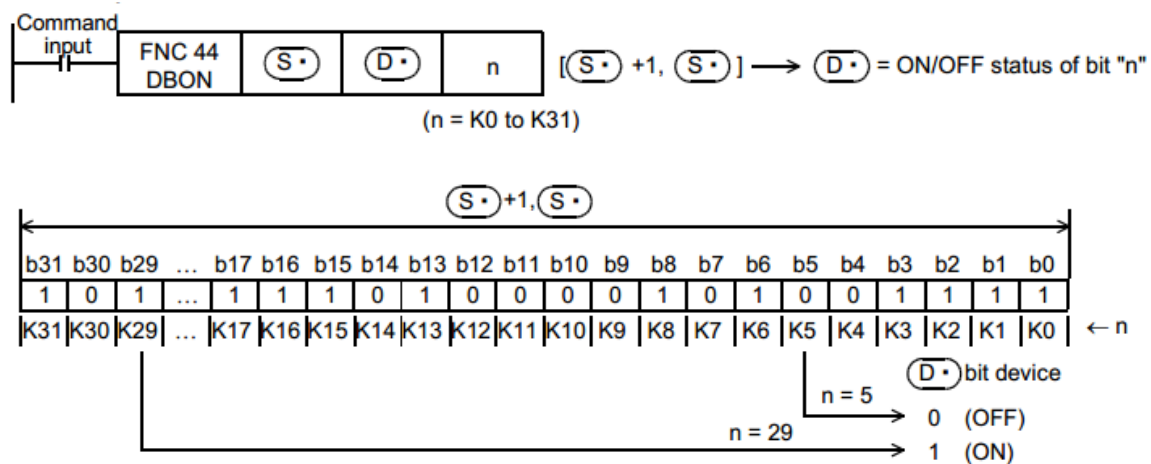 Command
input
FNC 44
DBON
S・ D・ n
[ S・ +1, S・ ] → D・ = ON/OFF status of bit "n"
(n = K0 to K31)
S・ +1, S・
b31 b30 b29 ... b17 b16 b15 b14 b13 b12 b11 b10 b9 b8 b7 b6 b5 b4 b3 b2 b1 b0
1 0 1 ... 1 1 1 0 1 0 0 0 0 1 0 1 0 0 1 1 1 1
K31 K30 K29 ... K17 K16 K15 K14 K13 K12 K11 K10 K9 K8 K7 K6 K5 K4 K3 K2 K1 K0 ← n
D・ bit device
n = 5
0 (OFF)
n = 29
1 (ON)